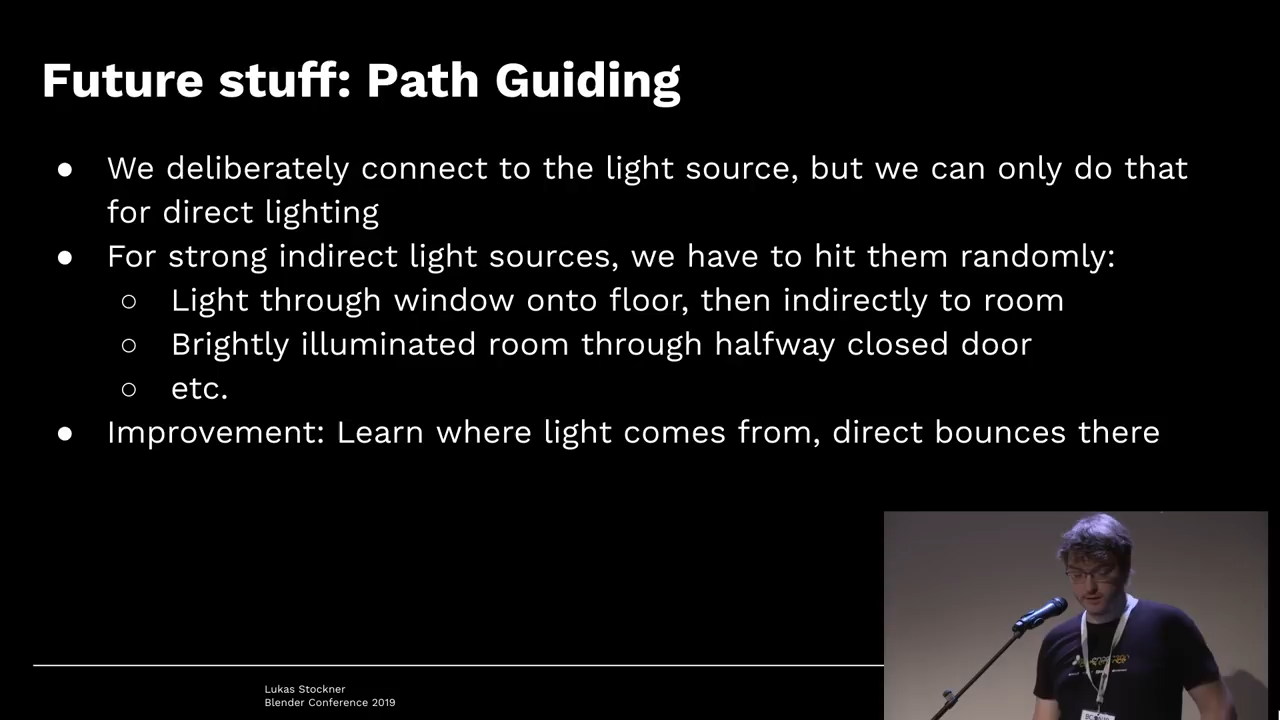 Future stuff: Path Guiding
● We deliberately connect to the light source, but we can only do that
for direct lighting
● For strong indirect light sources, we have to hit them randomly:
○ Light through window onto floor, then indirectly to room
○ Brightly illuminated room through halfway closed door
○ etc.
● Improvement: Learn where light comes from, direct bounces there
Lukas Stockner
Blender Conference 2019